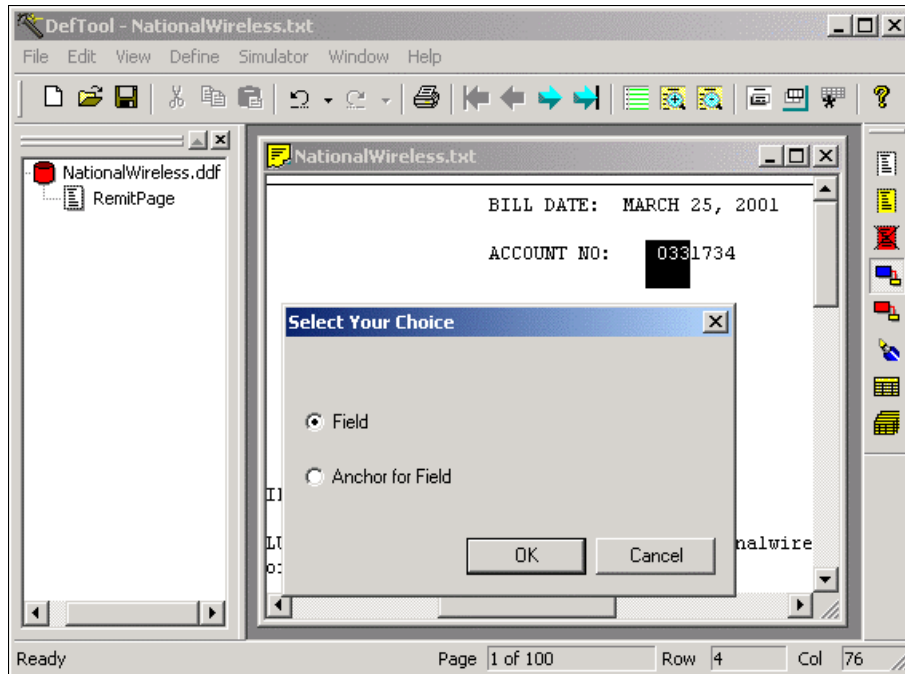 DefTool - NationalWireless.txt
File Edit View Define Simulator Window Help
NationalWireless.ddf
RemitPage
NationalWireless.txt
BILL DATE: MARCH 25, 2001
ACCOUNT NO: 0331734
Select Your Choice
Field
Anchor for Field
OK Cancel
nalwire
Ready Page 1 of 100 Row 4 Col 76